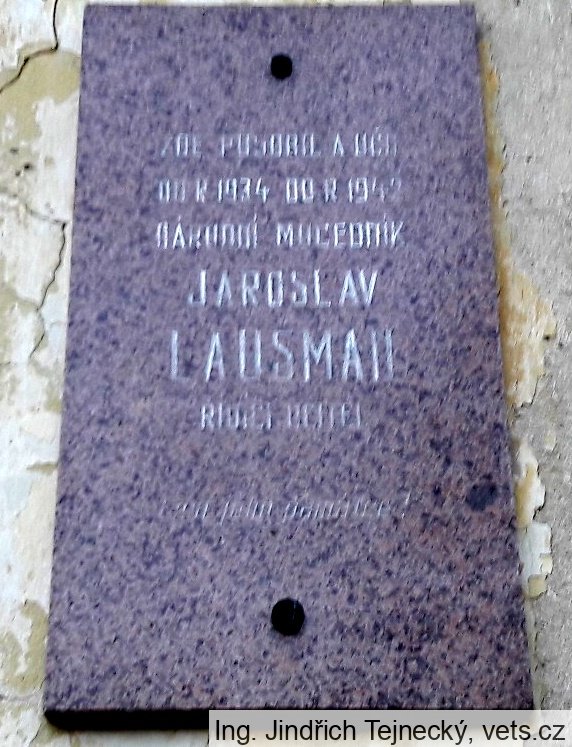 ZDE PŮSOBIL A UČIL
OD R 1934 DO R 1942
NÁRODNÍ MUČEDNÍK
JAROSLAV
LAUSMAN
ŘÍDÍCÍ UČITEL
Čest jeho památce!
Ing. Jindřich Tejnecký, vets.cz